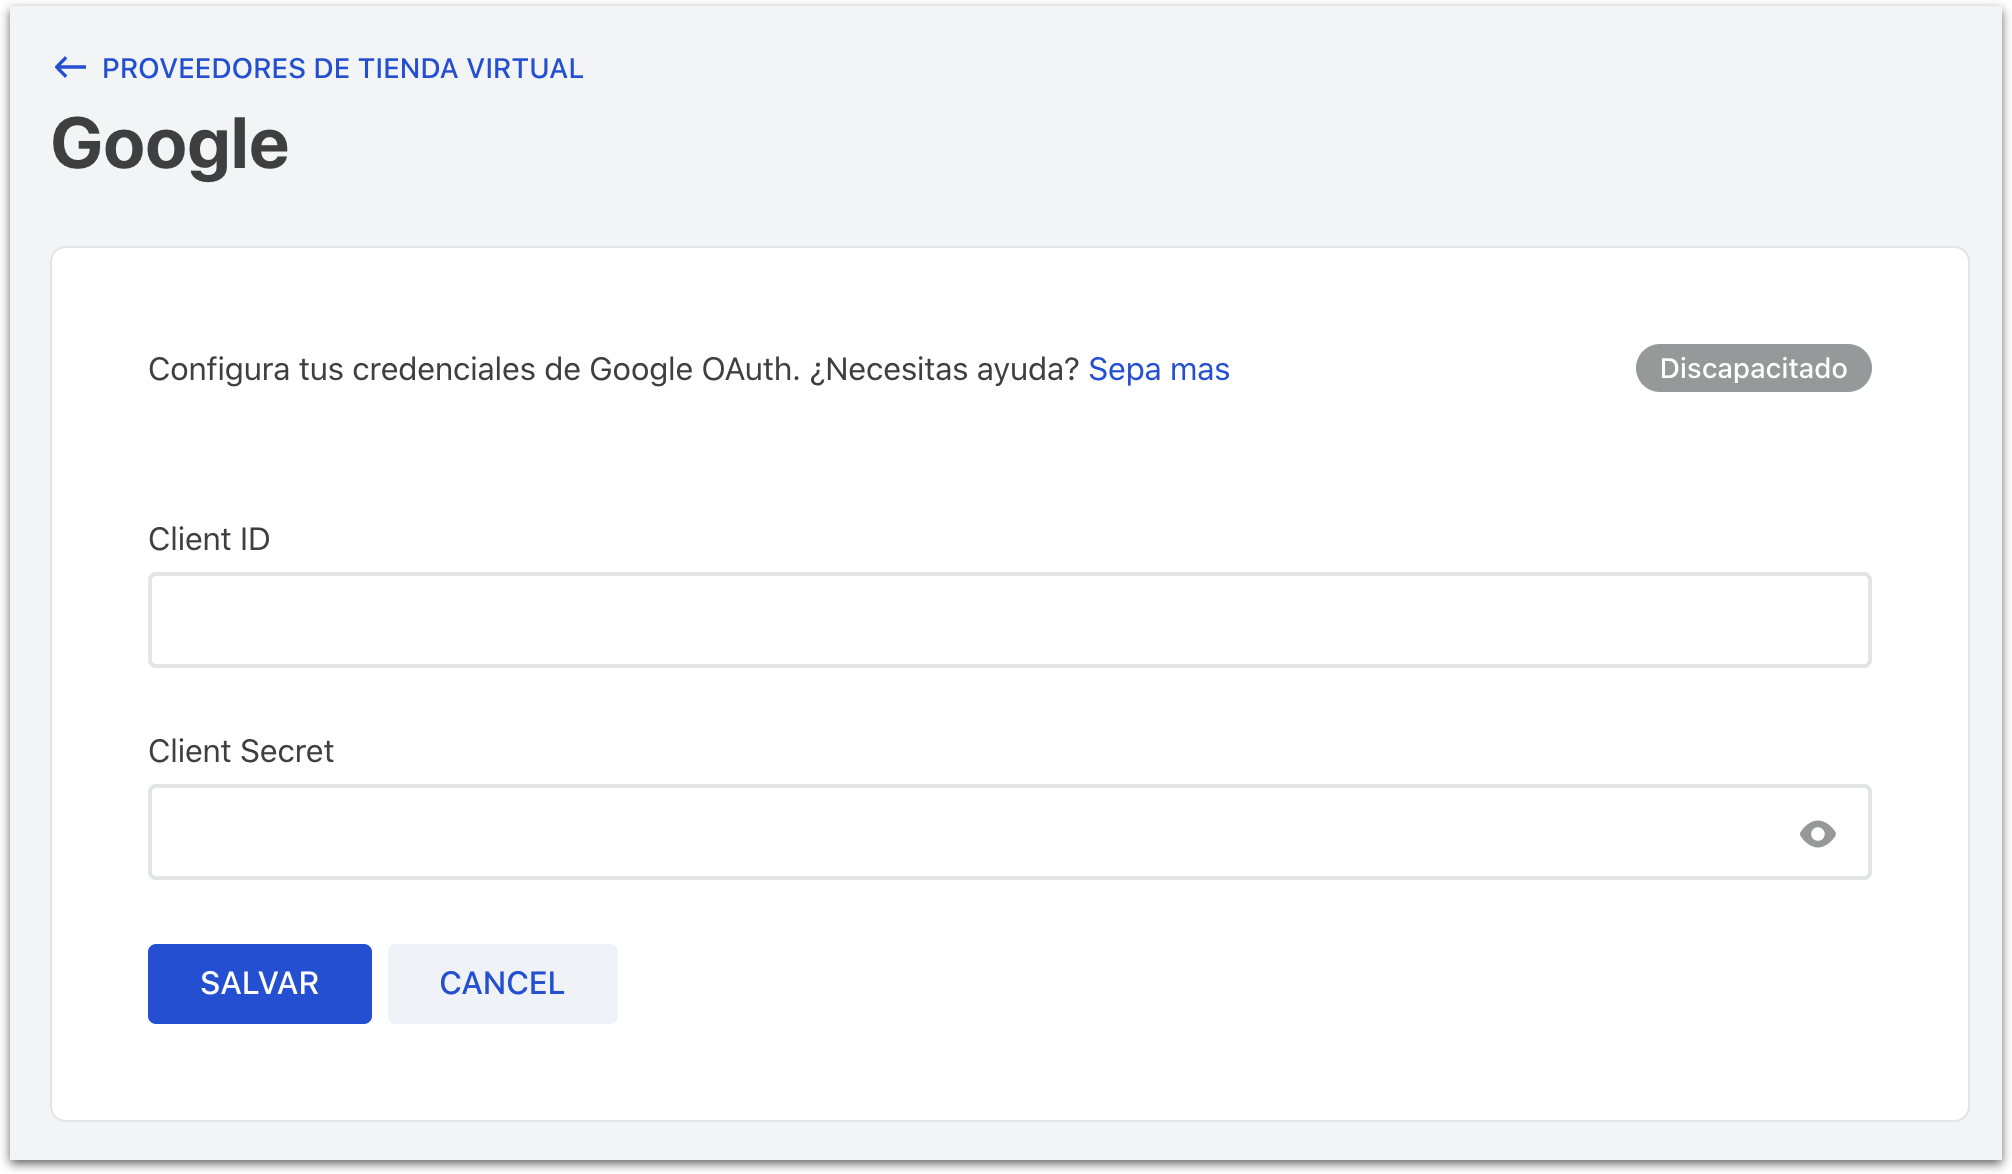 PROVEEDORES DE TIENDA VIRTUAL
Google
Configura tus credenciales de Google OAuth. ¿Necesitas ayuda? Sepa mas
Discapacitado
Client ID
Client Secret
SALVAR
CANCEL